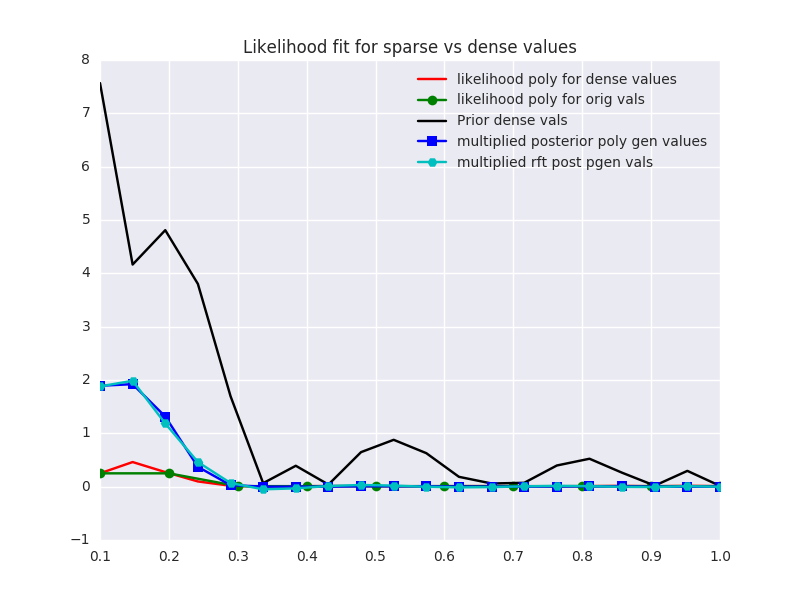 Likelihood fit for sparse vs dense values
likelihood poly for dense values
likelihood poly for orig vals
Prior dense vals
multiplied posterior poly gen values
multiplied rft post pgen vals
8
7
6
5
4
3
2
1
0
−1
0.1 0.2 0.3 0.4 0.5 0.6 0.7 0.8 0.9 1.0